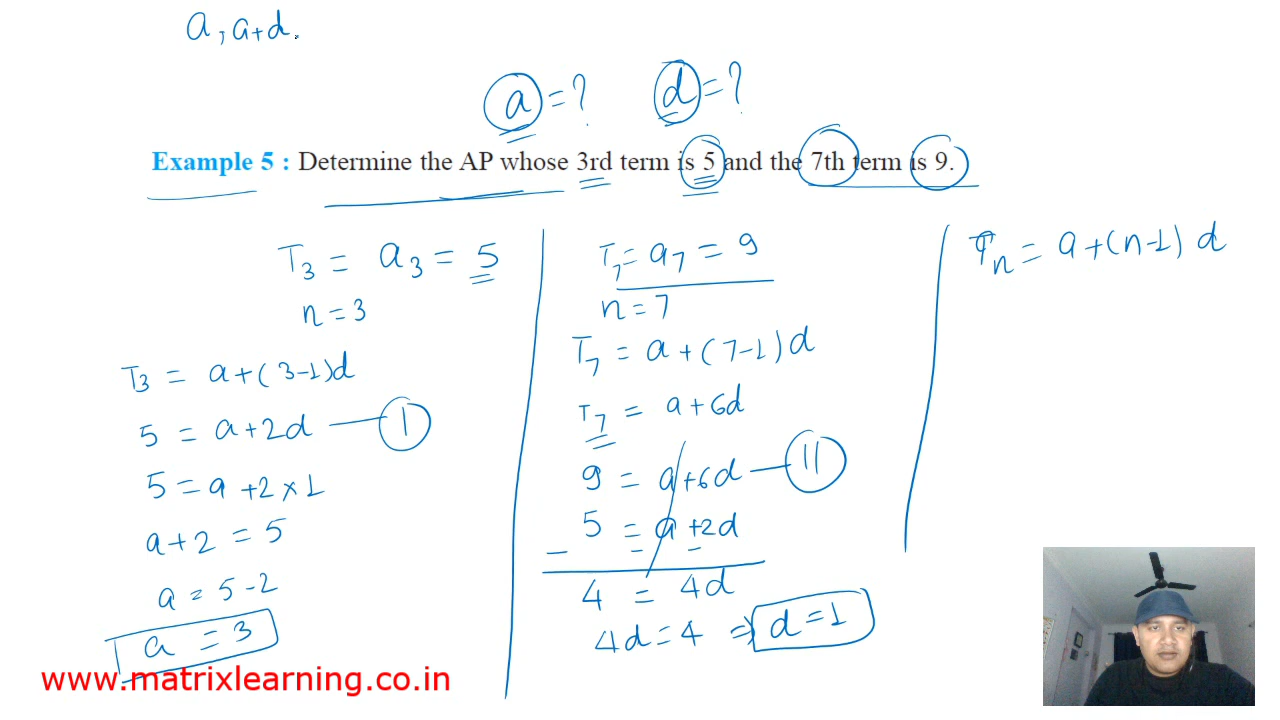 a, a+d.
a = ? d = ?
Example 5 : Determine the AP whose 3rd term is 5 and the 7th term is 9.
T3 = a3 = 5
n = 3
T3 = a+(3-1)d
5 = a+2d — I
5 = a+2×1
a+2 = 5
a = 5-2
a = 3
T7 = a7 = 9
n = 7
T7 = a+(7-1)d
T7 = a+6d
9 = a+6d — II
5 = a+2d
- - -
4 = 4d
4d = 4 ⇒ d = 1
Tn = a+(n-1)d
www.matrixlearning.co.in